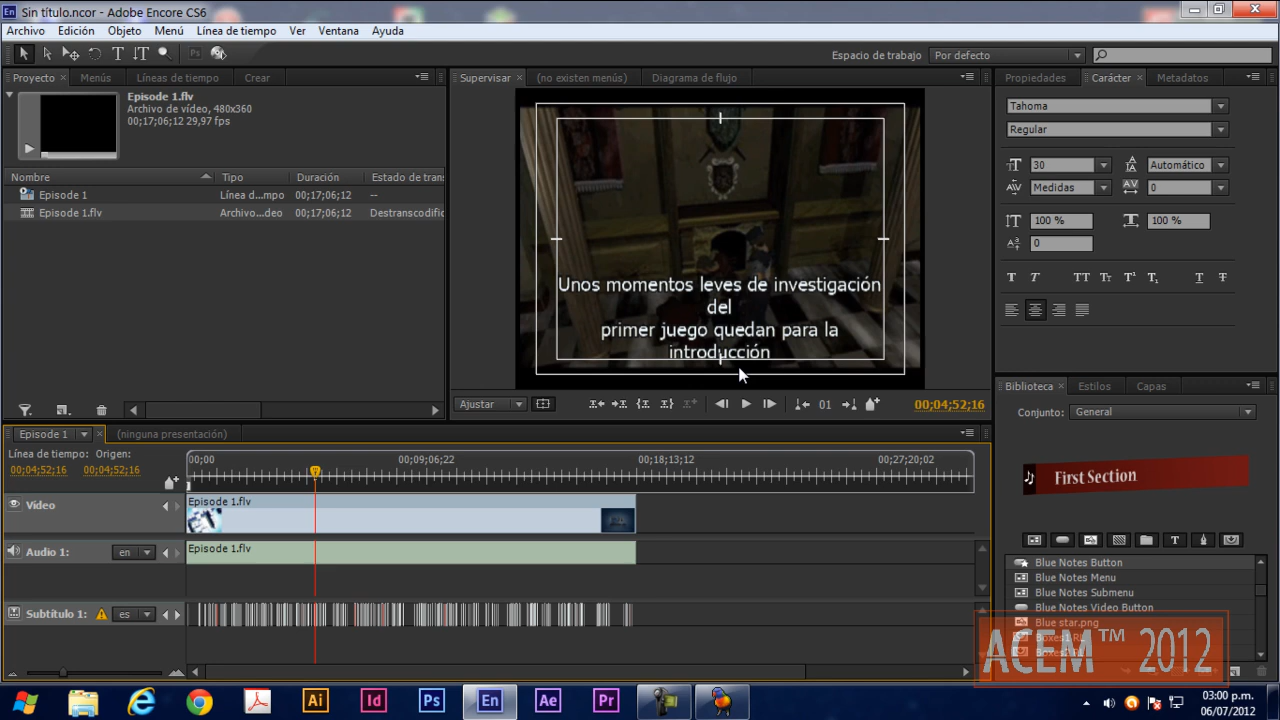 Sin título.ncor - Adobe Encore CS6
Archivo Edición Objeto Menú Línea de tiempo Ver Ventana Ayuda
Espacio de trabajo Por defecto
Proyecto Menús Líneas de tiempo Crear
Episode 1.flv
Archivo de vídeo, 480x360
00;17;06;12 29,97 fps
Nombre Tipo Duración Estado de trans
Episode 1 Línea d...mpo 00;17;06;12 --
Episode 1.flv Archivo...deo 00;17;06;12 Destranscodific
Supervisar (no existen menús) Diagrama de flujo
Unos momentos leves de investigación
del
primer juego quedan para la
introducción
Ajustar 01 00;04;52;16
Propiedades Carácter Metadatos
Tahoma
Regular
30 Automático
Medidas 0
100 % 100 %
0
Biblioteca Estilos Capas
Conjunto: General
First Section
Blue Notes Button
Blue Notes Menu
Blue Notes Submenu
Blue Notes Video Button
Blue star.png
ACEM™ 2012
Episode 1 (ninguna presentación)
Línea de tiempo: Origen:
00;04;52;16 00;04;52;16
00;00 00;09;06;22 00;18;13;12 00;27;20;02
Vídeo Episode 1.flv
Audio 1: en Episode 1.flv
Subtítulo 1: es
Ai Id Ps En Ae Pr
03:00 p.m.
06/07/2012